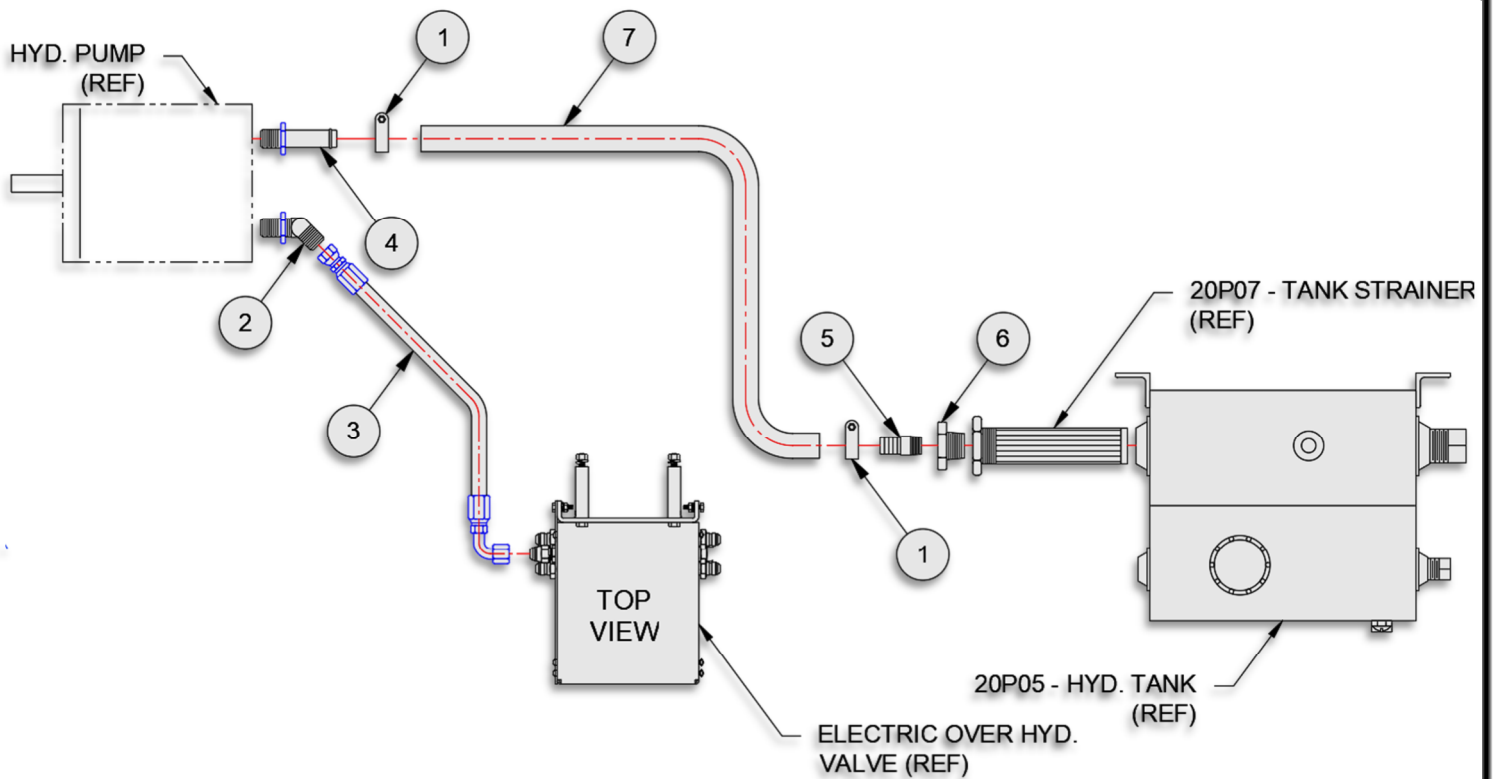 HYD. PUMP
(REF)
1
7
4
2
3
20P07 - TANK STRAINER
(REF)
5
6
1
TOP
VIEW
20P05 - HYD. TANK
(REF)
ELECTRIC OVER HYD.
VALVE (REF)